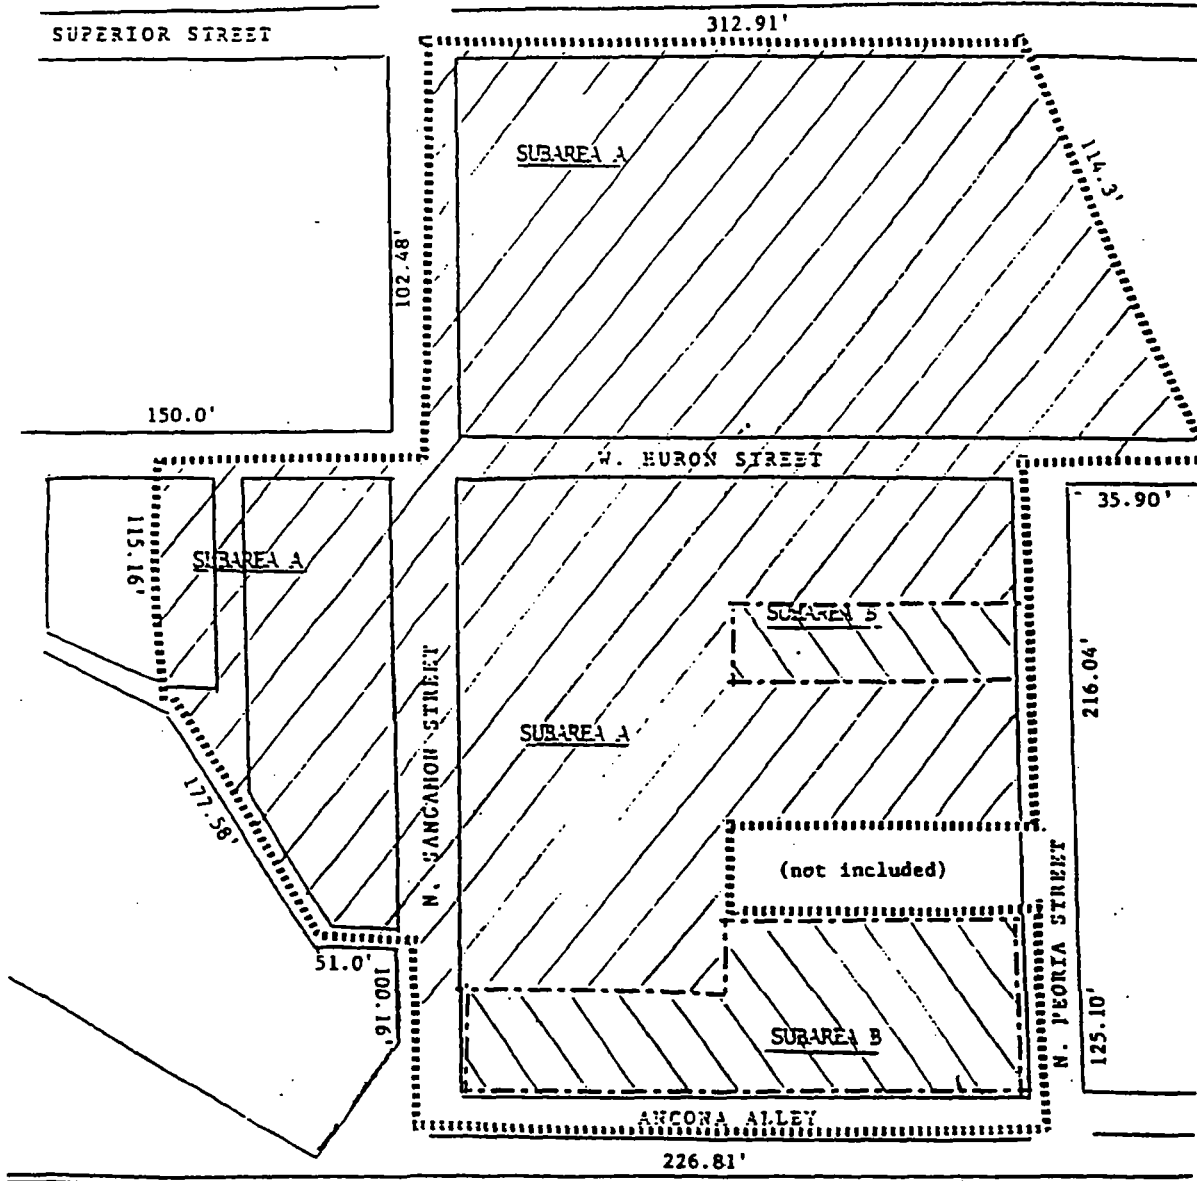 312.91'
SUPERIOR STREET
SUBAREA A
114.3'
102.48'
150.0'
W. HURON STREET
35.90'
115.16'
SUBAREA A
SUBAREA B
216.04'
N. SANGAMON STREET
SUBAREA A
177.58'
(not included)
N. PEORIA STREET
51.0'
100.16'
SUBAREA B
125.10'
ANCONA ALLEY
226.81'